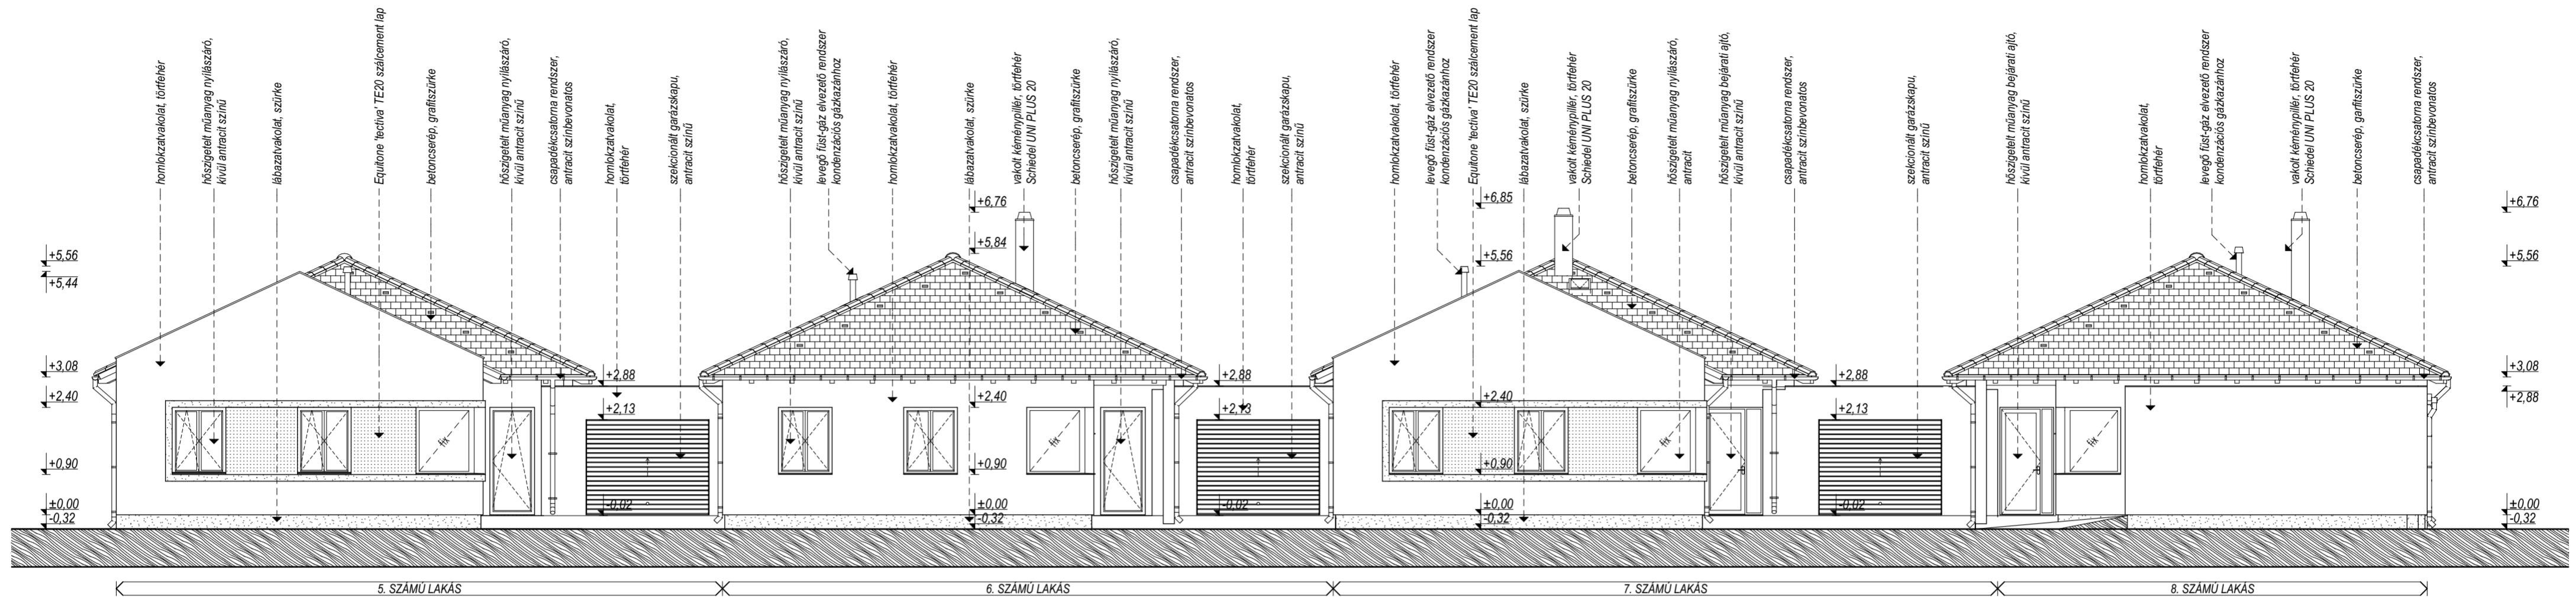 homlokzatvakolat, törtfehér
hőszigetelt műanyag nyílászáró,
kívül antracit színű
lábazatvakolat, szürke
Equitone 'tectiva' TE20 szálcement lap
betoncserép, grafitszürke
hőszigetelt műanyag nyílászáró,
kívül antracit színű
csapadékcsatorna rendszer,
antracit színbevonatos
homlokzatvakolat,
törtfehér
szekcionált garázskapu,
antracit színű
hőszigetelt műanyag nyílászáró,
kívül antracit színű
levegő füst-gáz elvezető rendszer
kondenzációs gázkazánhoz
homlokzatvakolat, törtfehér
lábazatvakolat, szürke
vakolt kéménypillér, törtfehér
Schiedel UNI PLUS 20
betoncserép, grafitszürke
hőszigetelt műanyag nyílászáró,
kívül antracit színű
csapadékcsatorna rendszer,
antracit színbevonatos
homlokzatvakolat,
törtfehér
szekcionált garázskapu,
antracit színű
homlokzatvakolat, törtfehér
levegő füst-gáz elvezető rendszer
kondenzációs gázkazánhoz
Equitone 'tectiva' TE20 szálcement lap
lábazatvakolat, szürke
vakolt kéménypillér, törtfehér
Schiedel UNI PLUS 20
betoncserép, grafitszürke
hőszigetelt műanyag nyílászáró,
antracit
hőszigetelt műanyag bejárati ajtó,
kívül antracit színű
csapadékcsatorna rendszer,
antracit színbevonatos
szekcionált garázskapu,
antracit színű
hőszigetelt műanyag bejárati ajtó,
kívül antracit színű
homlokzatvakolat,
törtfehér
levegő füst-gáz elvezető rendszer
kondenzációs gázkazánhoz
vakolt kéménypillér, törtfehér
Schiedel UNI PLUS 20
betoncserép, garfitszürke
csapadékcsatorna rendszer,
antracit színbevonatos
+5,56
+5,44
+3,08
+2,40
+0,90
±0,00
-0,32
fix
+2,88
+2,13
-0,02
+6,76
+5,84
+2,40
+0,90
±0,00
-0,32
fix
+2,88
+2,13
-0,02
+6,85
+5,56
+2,40
+0,90
±0,00
-0,32
fix
+2,88
+2,13
-0,02
fix
+6,76
+5,56
+3,08
+2,88
±0,00
-0,32
5. SZÁMÚ LAKÁS
6. SZÁMÚ LAKÁS
7. SZÁMÚ LAKÁS
8. SZÁMÚ LAKÁS